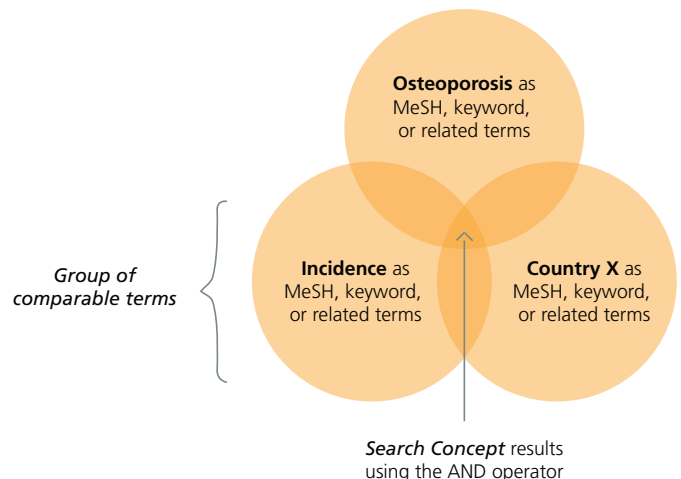 Osteoporosis as
MeSH, keyword,
or related terms
Group of
comparable terms
Incidence as
MeSH, keyword,
or related terms
Country X as
MeSH, keyword,
or related terms
Search Concept results
using the AND operator